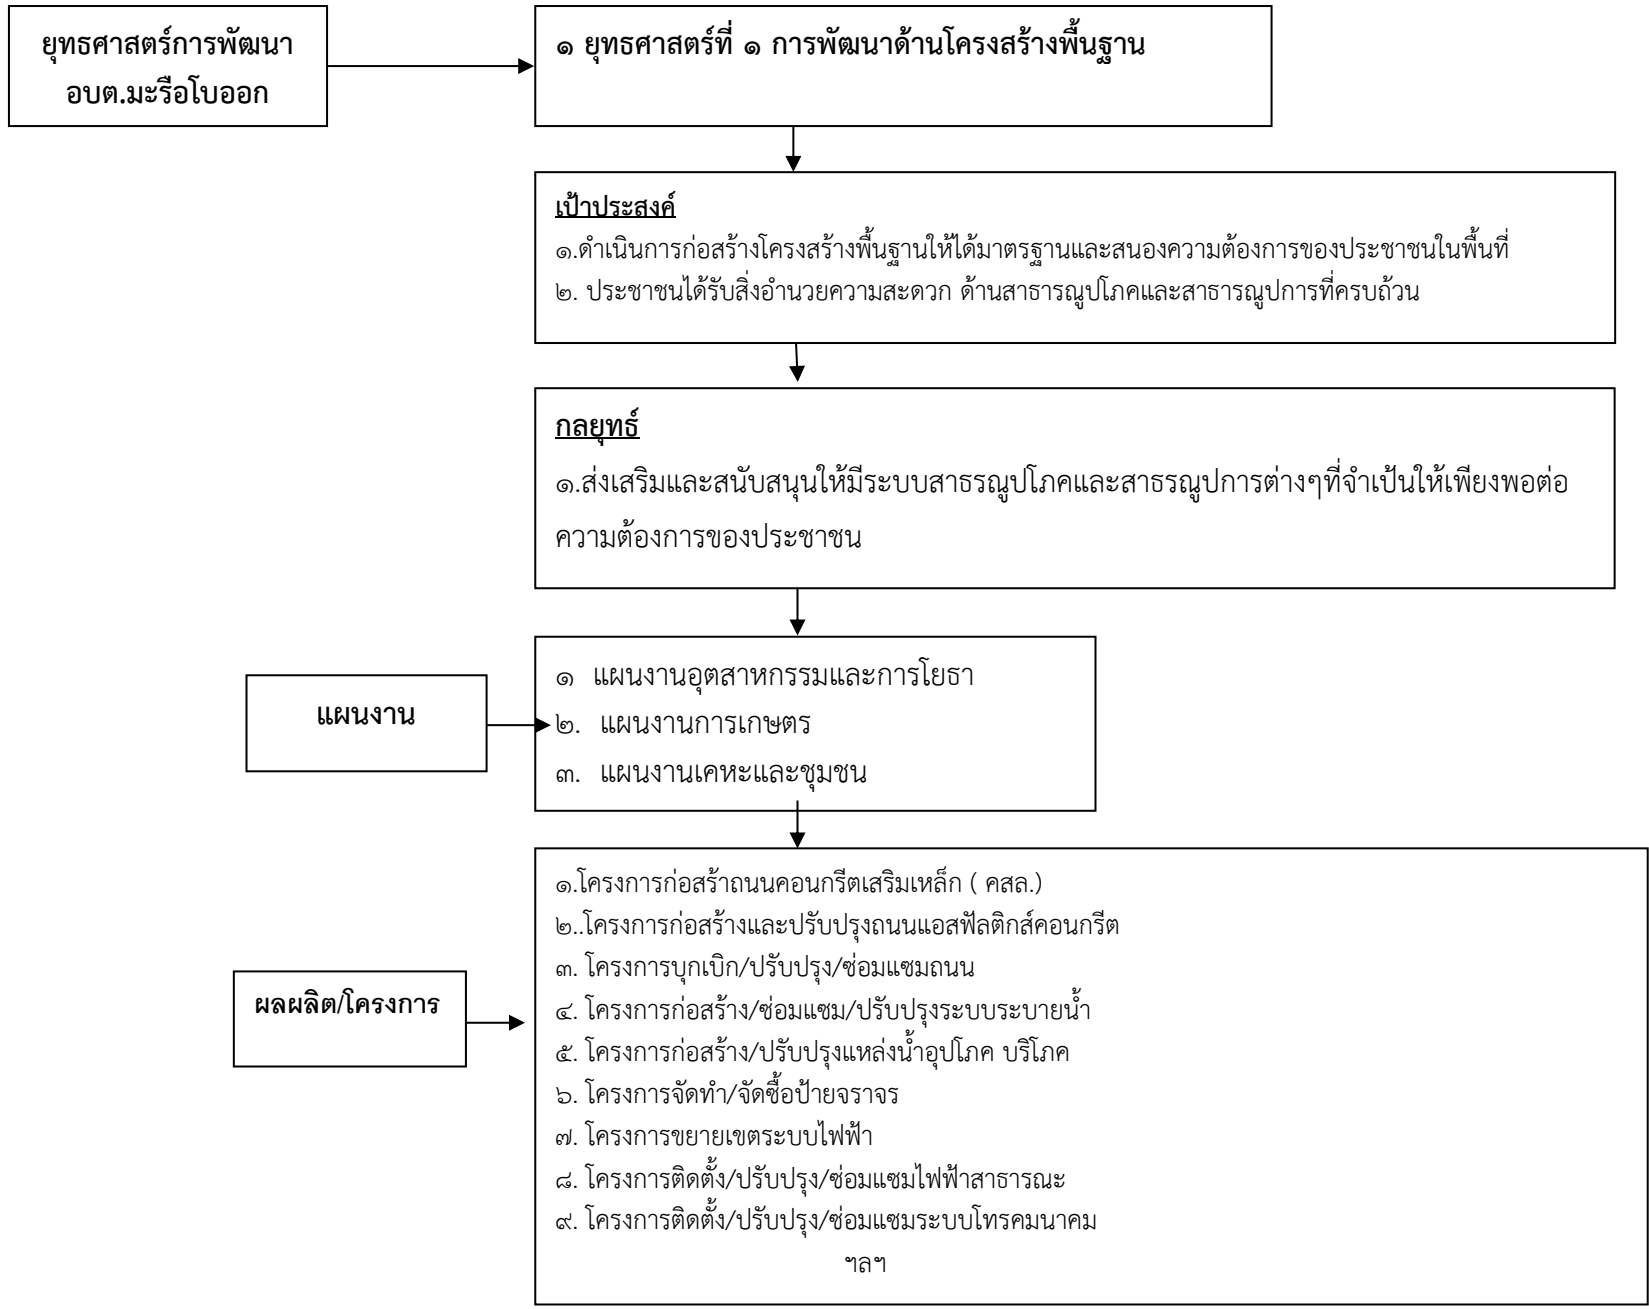 ยุทธศาสตร์การพัฒนา
อบต.มะรือโบออก
๑ ยุทธศาสตร์ที่ ๑ การพัฒนาด้านโครงสร้างพื้นฐาน
เป้าประสงค์
๑.ดำเนินการก่อสร้างโครงสร้างพื้นฐานให้ได้มาตรฐานและสนองความต้องการของประชาชนในพื้นที่
๒. ประชาชนได้รับสิ่งอำนวยความสะดวก ด้านสาธารณูปโภคและสาธารณูปการที่ครบถ้วน
กลยุทธ์
๑.ส่งเสริมและสนับสนุนให้มีระบบสาธรณูปโภคและสาธรณูปการต่างๆที่จำเป็นให้เพียงพอต่อ
ความต้องการของประชาชน
แผนงาน
๑ แผนงานอุตสาหกรรมและการโยธา
๒. แผนงานการเกษตร
๓. แผนงานเคหะและชุมชน
ผลผลิต/โครงการ
๑.โครงการก่อสร้าถนนคอนกรีตเสริมเหล็ก ( คสล.)
๒..โครงการก่อสร้างและปรับปรุงถนนแอสฟัลติกส์คอนกรีต
๓. โครงการบุกเบิก/ปรับปรุง/ซ่อมแซมถนน
๔. โครงการก่อสร้าง/ซ่อมแซม/ปรับปรุงระบบระบายน้ำ
๕. โครงการก่อสร้าง/ปรับปรุงแหล่งน้ำอุปโภค บริโภค
๖. โครงการจัดทำ/จัดซื้อป้ายจราจร
๗. โครงการขยายเขตระบบไฟฟ้า
๘. โครงการติดตั้ง/ปรับปรุง/ซ่อมแซมไฟฟ้าสาธารณะ
๙. โครงการติดตั้ง/ปรับปรุง/ซ่อมแซมระบบโทรคมนาคม
ฯลฯ